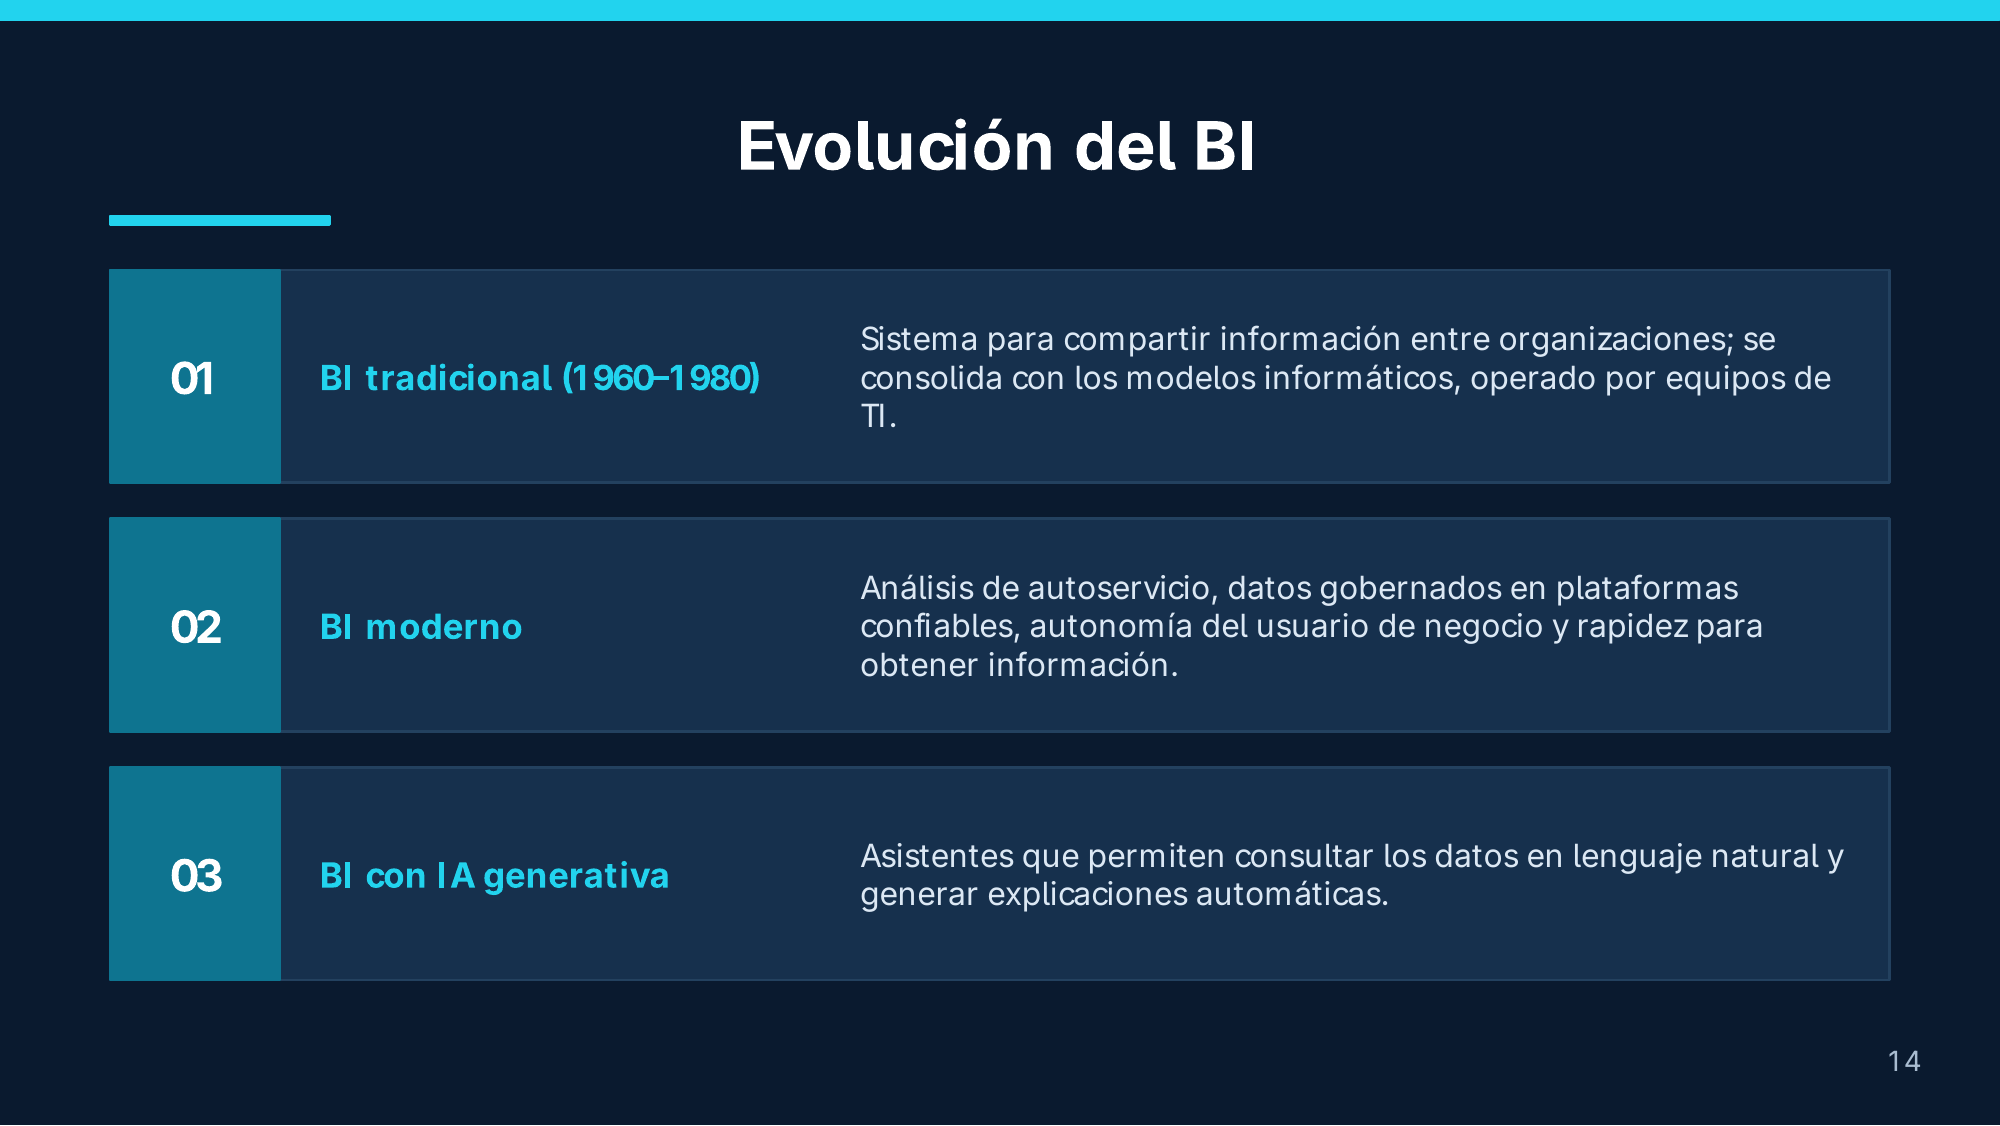 Evolución del BI
01
BI tradicional (1960–1980)
Sistema para compartir información entre organizaciones; se
consolida con los modelos informáticos, operado por equipos de
TI.
02
BI moderno
Análisis de autoservicio, datos gobernados en plataformas
confiables, autonomía del usuario de negocio y rapidez para
obtener información.
03
BI con IA generativa
Asistentes que permiten consultar los datos en lenguaje natural y
generar explicaciones automáticas.
14